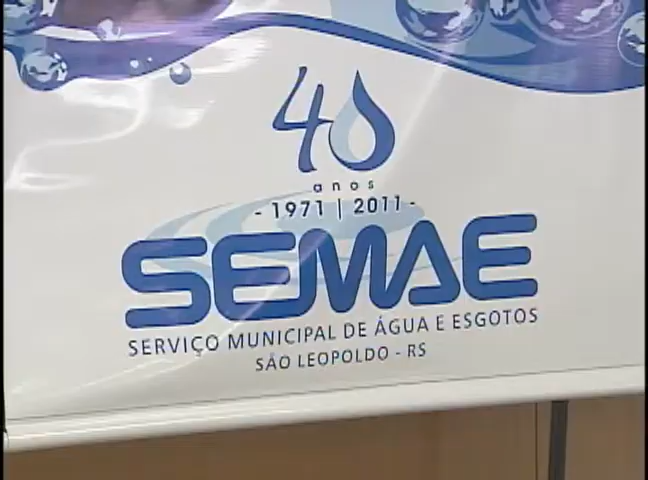 40
anos
- 1971 | 2011 -
SEMAE
SERVIÇO MUNICIPAL DE ÁGUA E ESGOTOS
SÃO LEOPOLDO - RS